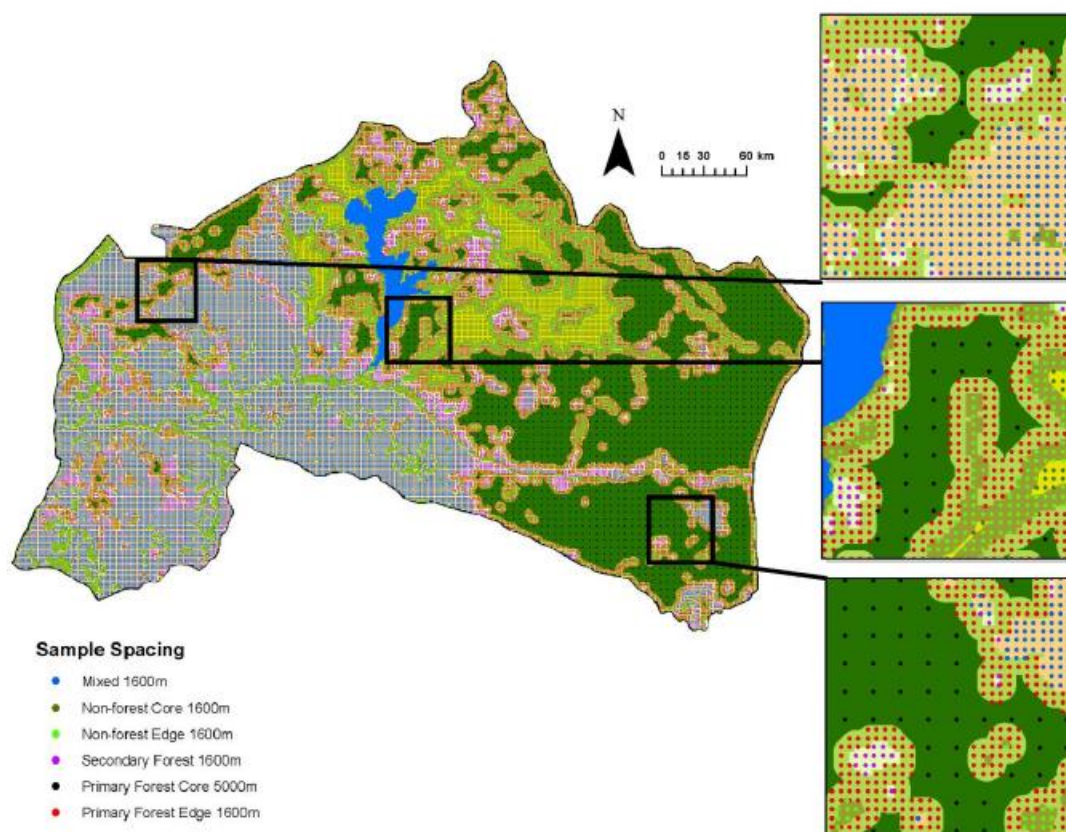 N
0 15 30 60 km
Sample Spacing
Mixed 1600m
Non-forest Core 1600m
Non-forest Edge 1600m
Secondary Forest 1600m
Primary Forest Core 5000m
Primary Forest Edge 1600m